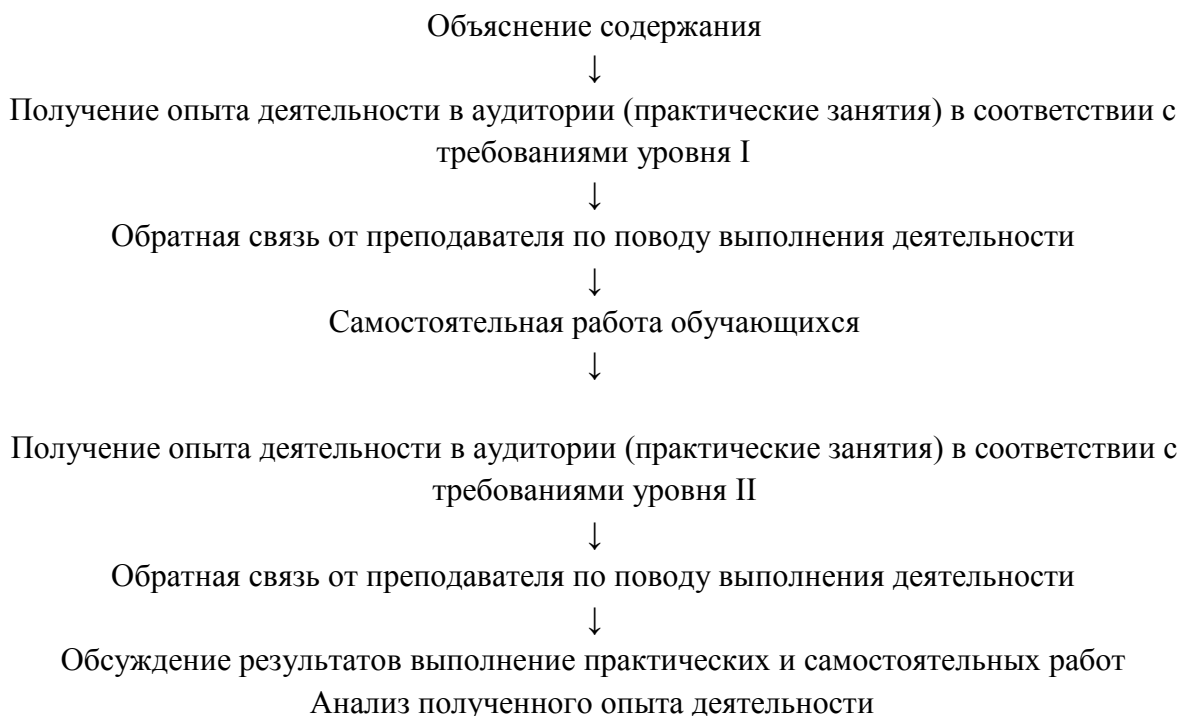 Объяснение содержания
↓
Получение опыта деятельности в аудитории (практические занятия) в соответствии с
требованиями уровня I
↓
Обратная связь от преподавателя по поводу выполнения деятельности
↓
Самостоятельная работа обучающихся
↓
Получение опыта деятельности в аудитории (практические занятия) в соответствии с
требованиями уровня II
↓
Обратная связь от преподавателя по поводу выполнения деятельности
↓
Обсуждение результатов выполнение практических и самостоятельных работ
Анализ полученного опыта деятельности